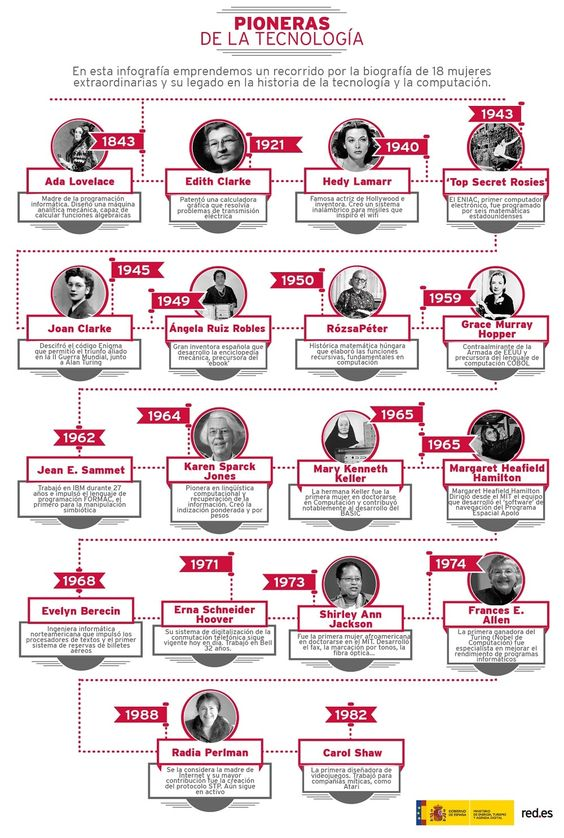 PIONERAS
DE LA TECNOLOGÍA
En esta infografía emprendemos un recorrido por la biografía de 18 mujeres
extraordinarias y su legado en la historia de la tecnología y la computación.
1843
Ada Lovelace
Madre de la programación
informática. Diseñó una máquina
analítica mecánica, capaz de
calcular funciones algebraicas
1921
Edith Clarke
Patentó una calculadora
gráfica que resolvía
problemas de transmisión
eléctrica
1940
Hedy Lamarr
Famosa actriz de Hollywood e
inventora. Creó un sistema
inalámbrico para misiles que
inspiró el wifi
1943
'Top Secret Rosies'
El ENIAC, primer computador
electrónico, fue programado
por seis matemáticas
estadounidenses
1945
Joan Clarke
Descifró el código Enigma
que permitió el triunfo aliado
en la II Guerra Mundial, junto
a Alan Turing
1949
Ángela Ruiz Robles
Gran inventora española que
desarrollo la enciclopedia
mecánica, precursora del
'ebook'
1950
RózsaPéter
Histórica matemática húngara
que elaboró las funciones
recursivas, fundamentales en
computación
1959
Grace Murray
Hopper
Contraalmirante de la
Armada de EEUU y
precursora del lenguaje de
computación COBOL
1962
Jean E. Sammet
Trabajó en IBM durante 27
años e impulsó el lenguaje de
programación FORMAC, el
primero para la manipulación
simbiótica
1964
Karen Sparck
Jones
Pionera en lingüística
computacional y
recuperación de la
información. Creó la
indización ponderada y por
pesos
1965
Mary Kenneth
Keller
La hermana Keller fue la
primera mujer en doctorarse
en Computación y contribuyó
notablemente al desarrollo del
BASIC
1965
Margaret Heafield
Hamilton
Margaret Heafield Hamilton
Dirigió desde el MIT el equipo
que desarrolló el 'software' de
navegación del Programa
Espacial Apolo
1968
Evelyn Berecin
Ingeniera informática
norteamericana que impulsó los
procesadores de textos y el primer
sistema de reservas de billetes
aéreos
1971
Erna Schneider
Hoover
Su sistema de digitalización de la
conmutación telefónica sigue
vigente hoy en día. Trabajó en Bell
32 años.
1973
Shirley Ann
Jackson
Fue la primera mujer afroamericana
en doctorarse en el MIT. Desarrolló
el fax, la marcación por tonos, la
fibra óptica...
1974
Frances E.
Allen
La primera ganadora del
Turing (Nobel de
Computación) fue
especialista en mejorar el
rendimiento de programas
informáticos
1988
Radia Perlman
Se la considera la madre de
Internet y su mayor
contribución fue la creación
del protocolo STP. Aún sigue
en activo
1982
Carol Shaw
La primera diseñadora de
videojuegos. Trabajó para
compañías míticas, como
Atari
GOBIERNO
DE ESPAÑA
MINISTERIO
DE ENERGÍA, TURISMO
Y AGENDA DIGITAL
red.es